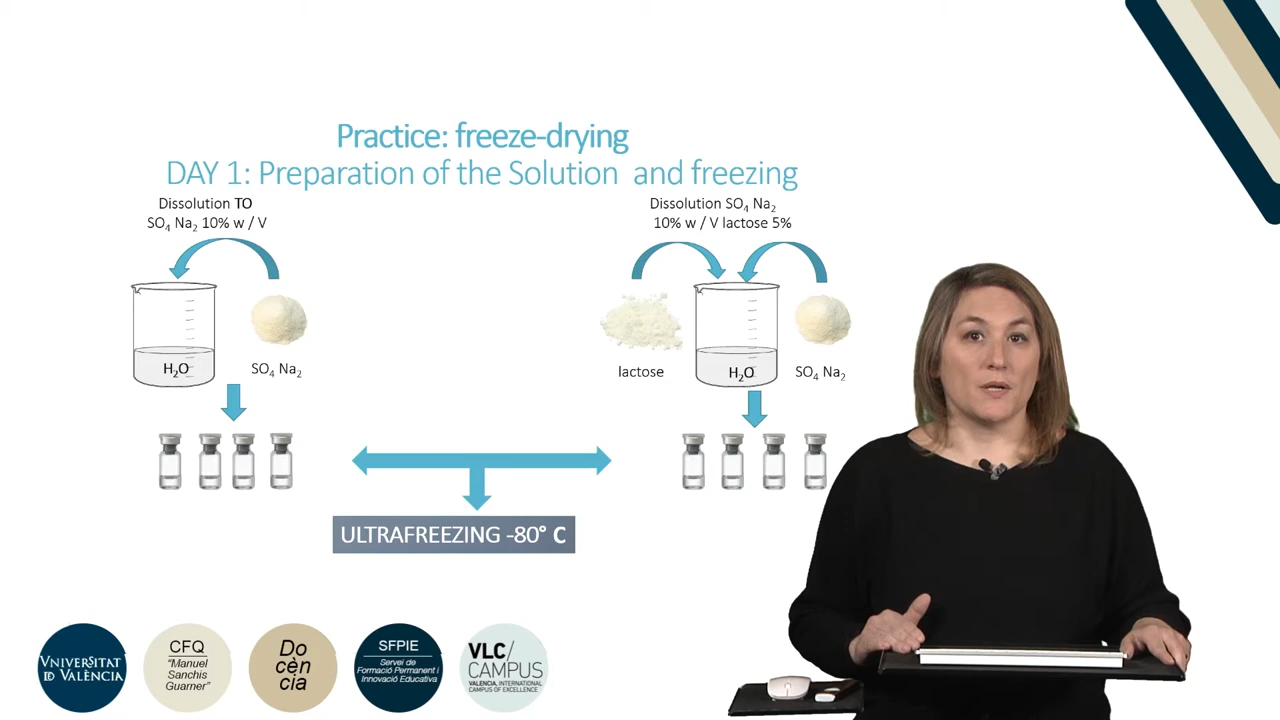 Practice: freeze-drying
DAY 1: Preparation of the Solution and freezing
Dissolution TO
SO₄ Na₂ 10% w / V
Dissolution SO₄ Na₂
10% w / V lactose 5%
H₂O
SO₄ Na₂
lactose
H₂O
SO₄ Na₂
ULTRAFREEZING -80° C
VNIVERSITAT
ID VALÈNCIA
CFQ
"Manuel
Sanchis
Guarner"
Do
cèn
cia
SFPIE
Servei de
Formació Permanent i
Innovació Educativa
VLC/
CAMPUS
VALENCIA, INTERNATIONAL
CAMPUS OF EXCELLENCE